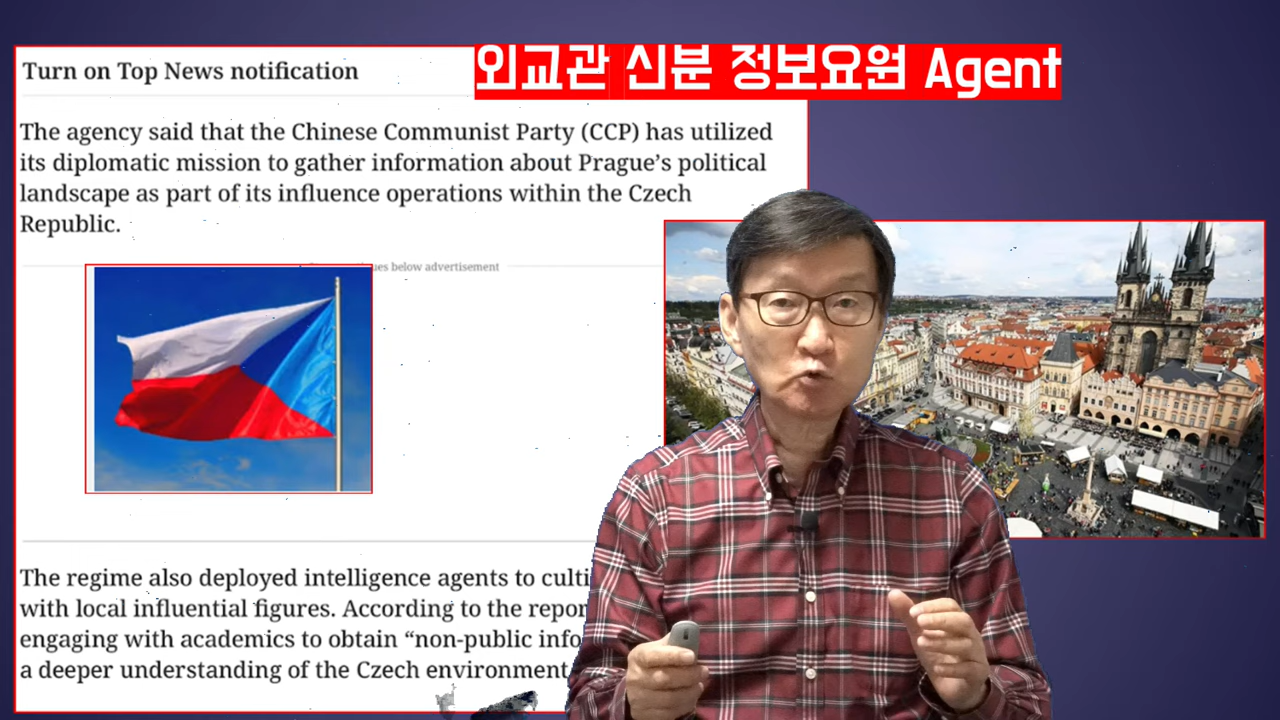 외교관 신분 정보요원 Agent
Turn on Top News notification
The agency said that the Chinese Communist Party (CCP) has utilized
its diplomatic mission to gather information about Prague’s political
landscape as part of its influence operations within the Czech
Republic.
below advertisement
The regime also deployed intelligence agents to
with local influential figures. According to the
engaging with academics to obtain “non-public
a deeper understanding of the Czech environment